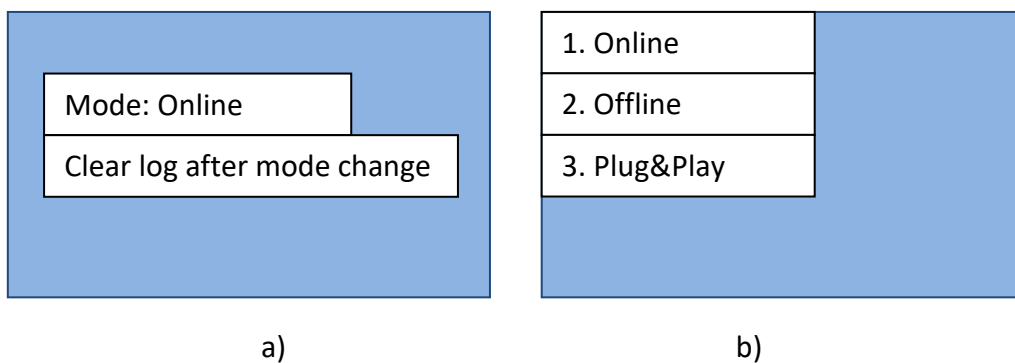 Mode: Online
Clear log after mode change
a)
1. Online
2. Offline
3. Plug&Play
b)